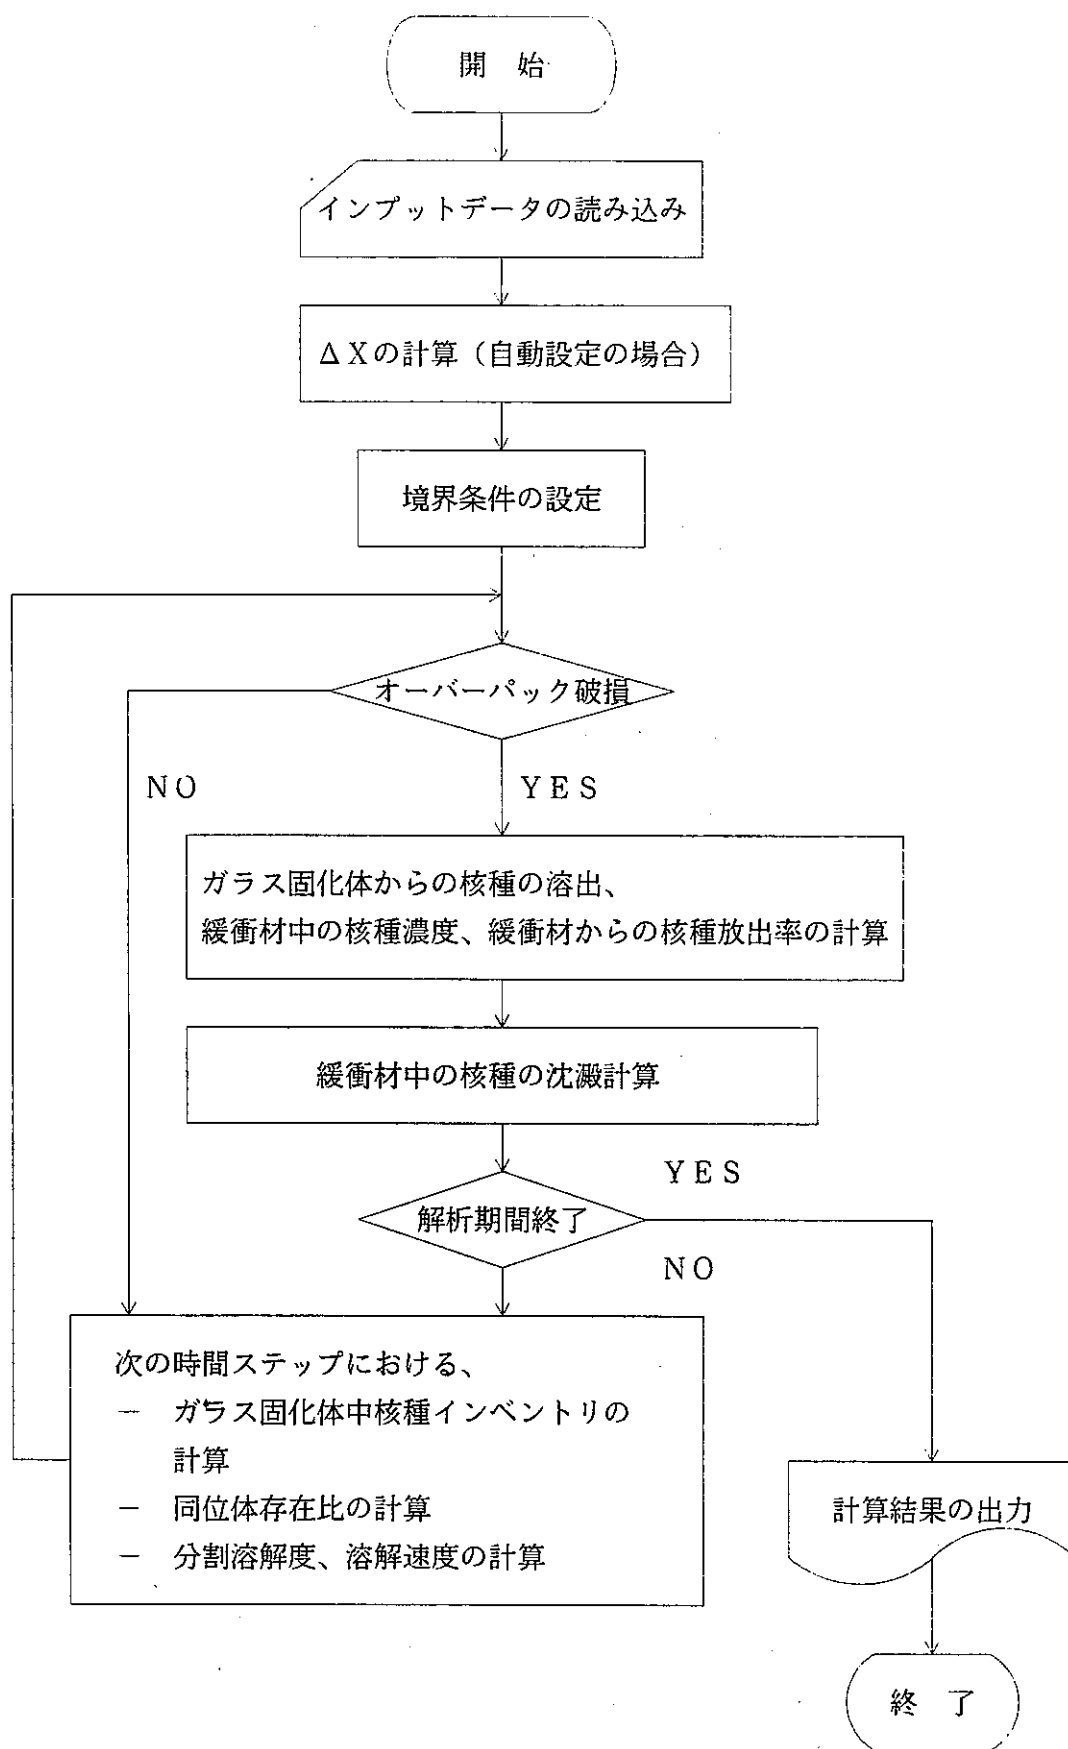 開 始
インプットデータの読み込み
ΔXの計算（自動設定の場合）
境界条件の設定
オーバーパック破損
NO
YES
ガラス固化体からの核種の溶出、
緩衝材中の核種濃度、緩衝材からの核種放出率の計算
緩衝材中の核種の沈澱計算
YES
解析期間終了
NO
次の時間ステップにおける、
－ ガラス固化体中核種インベントリの
計算
－ 同位体存在比の計算
－ 分割溶解度、溶解速度の計算
計算結果の出力
終 了